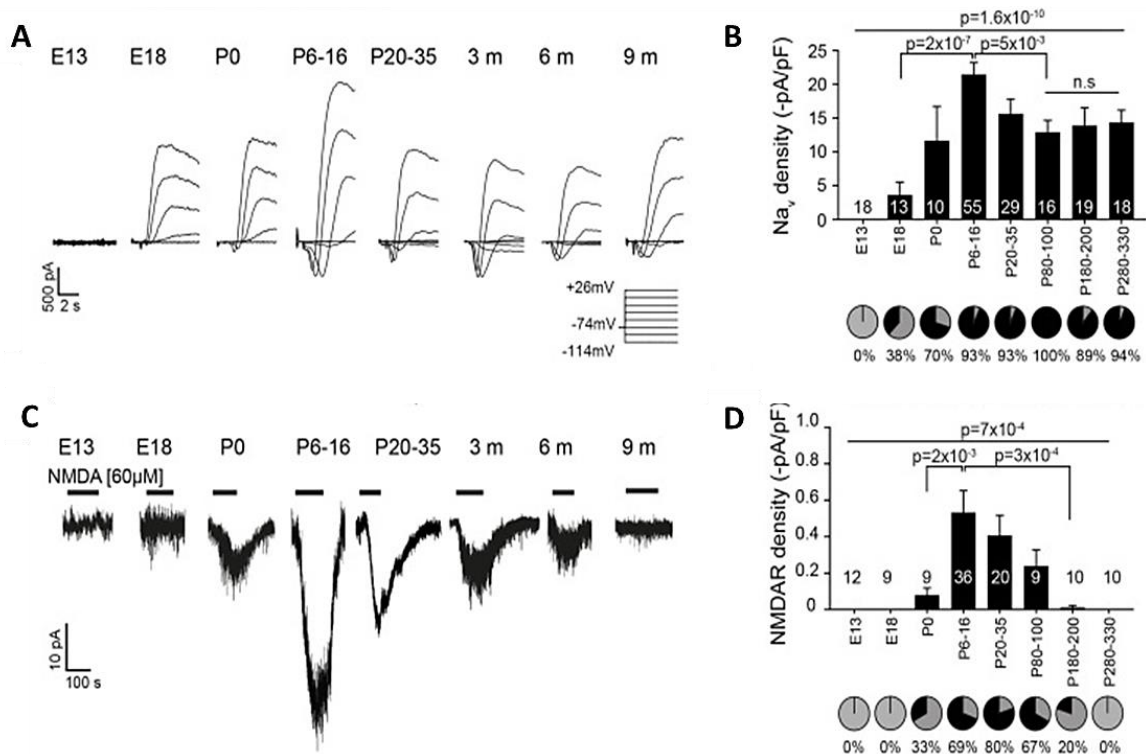 A
E13 E18 P0 P6-16 P20-35 3 m 6 m 9 m
500 pA
2 s
+26mV
-74mV
-114mV
B
p=1.6x10⁻¹⁰
p=2x10⁻⁷ p=5x10⁻³
n.s
Naᵥ density (-pA/pF)
25
20
15
10
5
0
18 13 10 55 29 16 19 18
E13 E18 P0 P6-16 P20-35 P80-100 P180-200 P280-330
0% 38% 70% 93% 93% 100% 89% 94%
C
E13 E18 P0 P6-16 P20-35 3 m 6 m 9 m
NMDA [60µM]
10 pA
100 s
D
p=7x10⁻⁴
p=2x10⁻³ p=3x10⁻⁴
NMDAR density (-pA/pF)
1.0
0.8
0.6
0.4
0.2
0
12 9 9 36 20 9 10 10
E13 E18 P0 P6-16 P20-35 P80-100 P180-200 P280-330
0% 0% 33% 69% 80% 67% 20% 0%